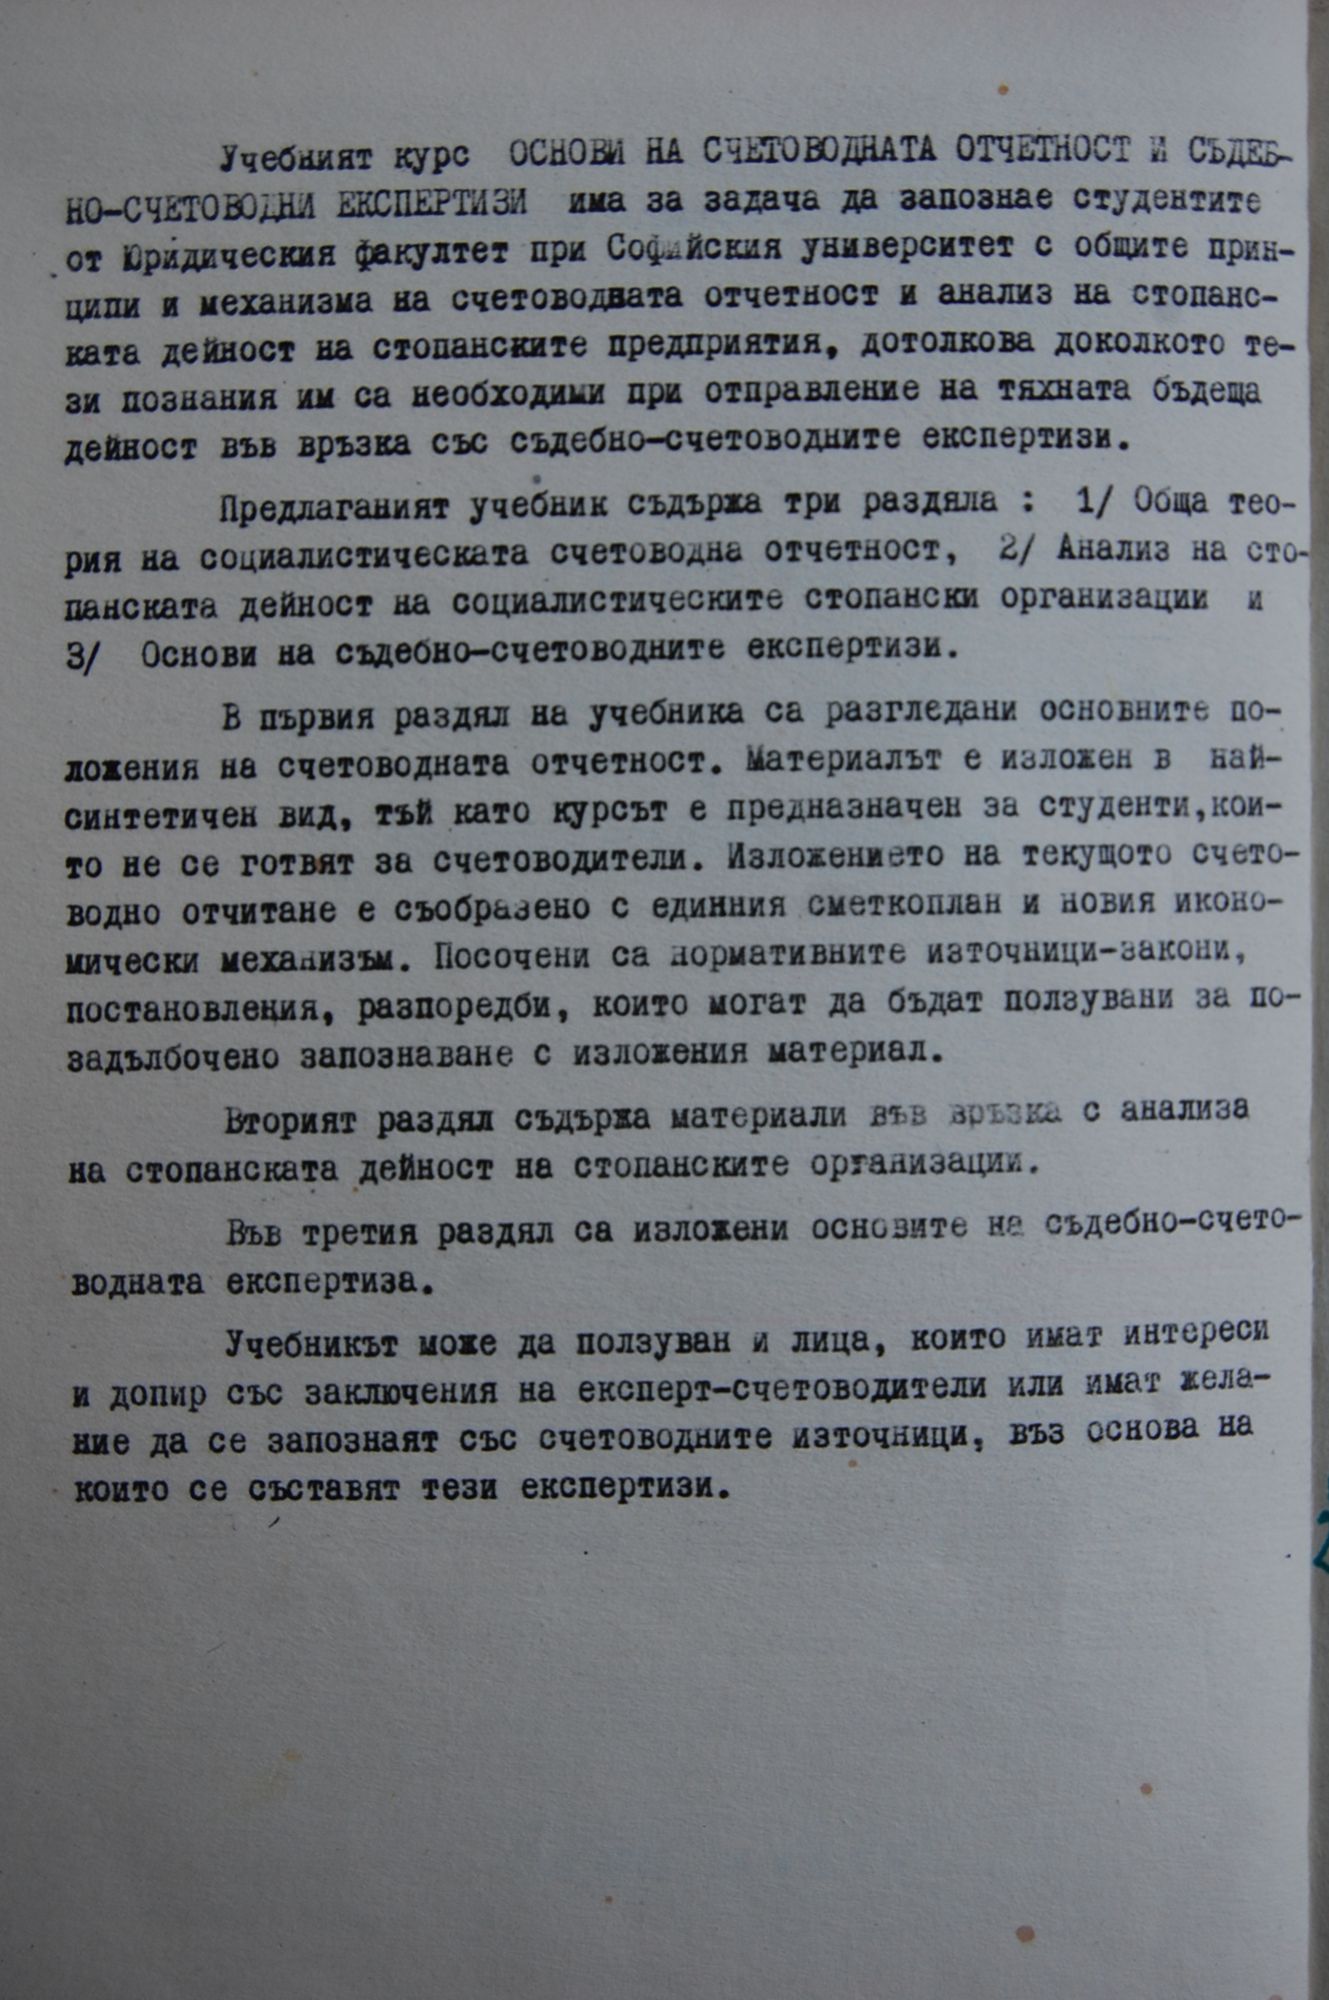 Учебният курс ОСНОВИ НА СЧЕТОВОДНАТА ОТЧЕТНОСТ И СЪДЕБ-
НО-СЧЕТОВОДНИ ЕКСПЕРТИЗИ има за задача да запознае студентите
от Юридическия факултет при Софийския университет с общите прин-
ципи и механизма на счетоводната отчетност и анализ на стопанс-
ката дейност на стопанските предприятия, дотолкова доколкото те-
зи познания им са необходими при отправление на тяхната бъдеща
дейност във връзка със съдебно-счетоводните експертизи.
Предлаганият учебник съдържа три раздяла : 1/ Обща тео-
рия на социалистическата счетоводна отчетност, 2/ Анализ на сто-
панската дейност на социалистическите стопански организации и
3/ Основи на съдебно-счетоводните експертизи.
В първия раздял на учебника са разгледани основните по-
ложения на счетоводната отчетност. Материалът е изложен в най-
синтетичен вид, тъй като курсът е предназначен за студенти,кои-
то не се готвят за счетоводители. Изложението на текущото счето-
водно отчитане е съобразено с единния сметкоплан и новия иконо-
мически механизъм. Посочени са нормативните източници-закони,
постановления, разпоредби, които могат да бъдат ползувани за по-
задълбочено запознаване с изложения материал.
Вторият раздял съдържа материали във връзка с анализа
на стопанската дейност на стопанските организации.
Във третия раздял са изложени основите на съдебно-счето-
водната експертиза.
Учебникът може да ползуван и лица, които имат интереси
и допир със заключения на експерт-счетоводители или имат жела-
ние да се запознаят със счетоводните източници, въз основа на
които се съставят тези експертизи.